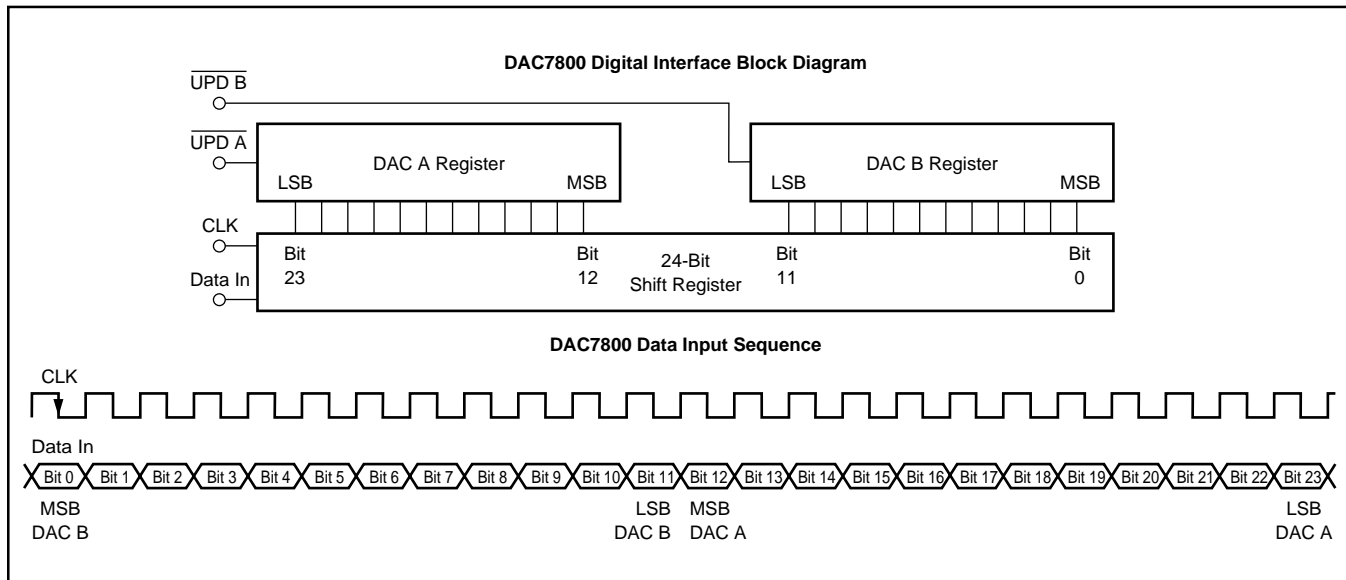 DAC7800 Digital Interface Block Diagram
UPD B
UPD A
DAC A Register
LSB MSB
DAC B Register
LSB MSB
CLK
Data In
Bit 23
Bit 12
24-Bit
Shift Register
Bit 11
Bit 0
DAC7800 Data Input Sequence
CLK
Data In
Bit 0 Bit 1 Bit 2 Bit 3 Bit 4 Bit 5 Bit 6 Bit 7 Bit 8 Bit 9 Bit 10 Bit 11 Bit 12 Bit 13 Bit 14 Bit 15 Bit 16 Bit 17 Bit 18 Bit 19 Bit 20 Bit 21 Bit 22 Bit 23
MSB LSB MSB LSB
DAC B DAC B DAC A DAC A